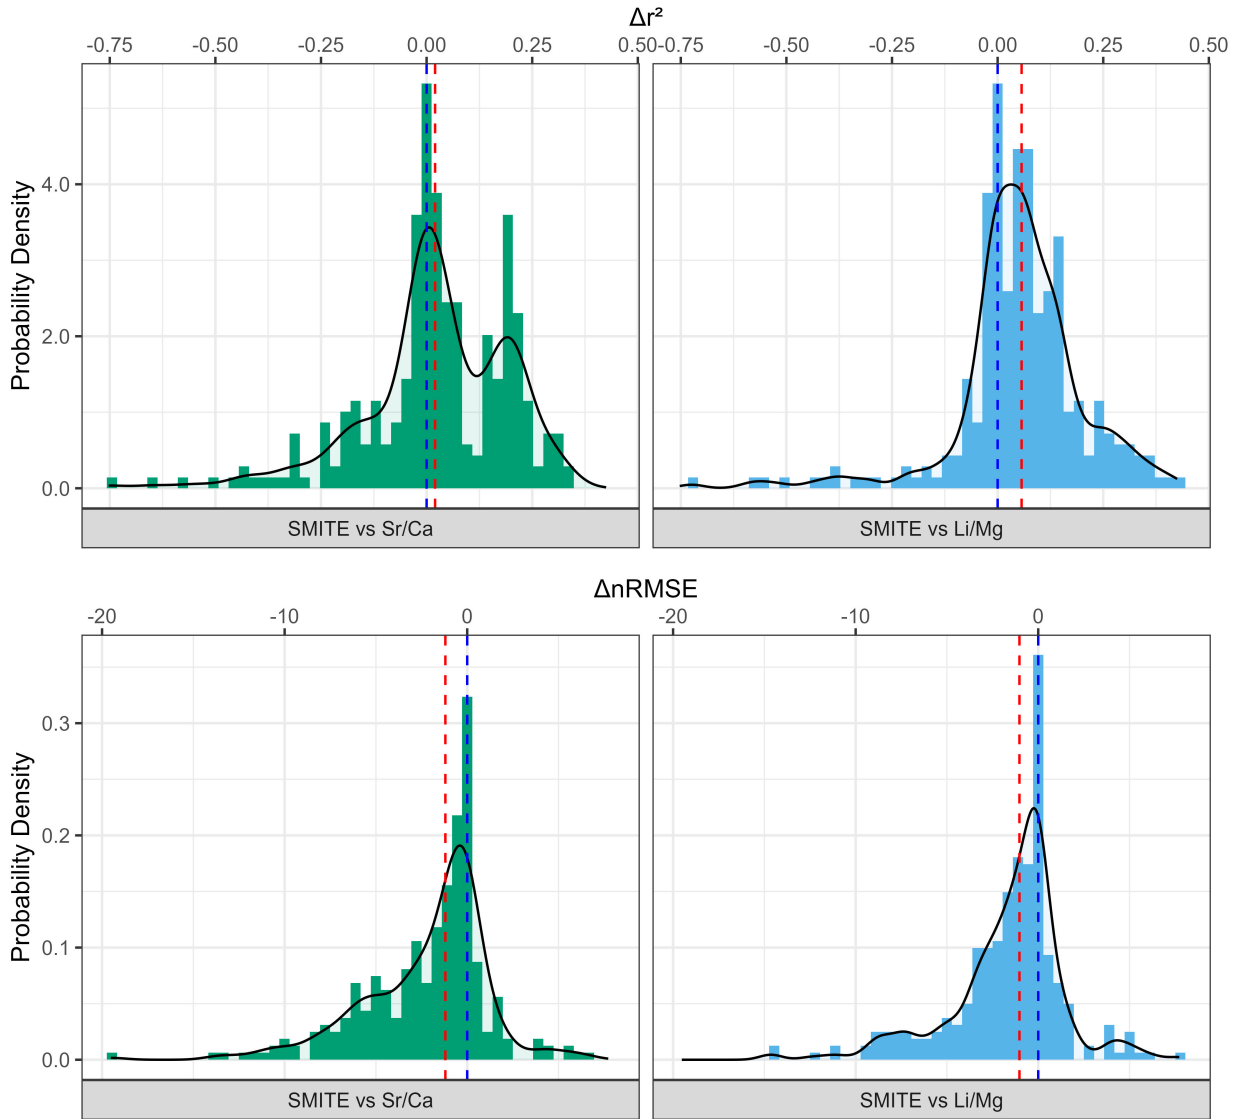 Δr²
-0.75 -0.50 -0.25 0.00 0.25 0.50 -0.75 -0.50 -0.25 0.00 0.25 0.50
Probability Density
4.0
2.0
0.0
SMITE vs Sr/Ca SMITE vs Li/Mg
ΔnRMSE
-20 -10 0 -20 -10 0
Probability Density
0.3
0.2
0.1
0.0
SMITE vs Sr/Ca SMITE vs Li/Mg